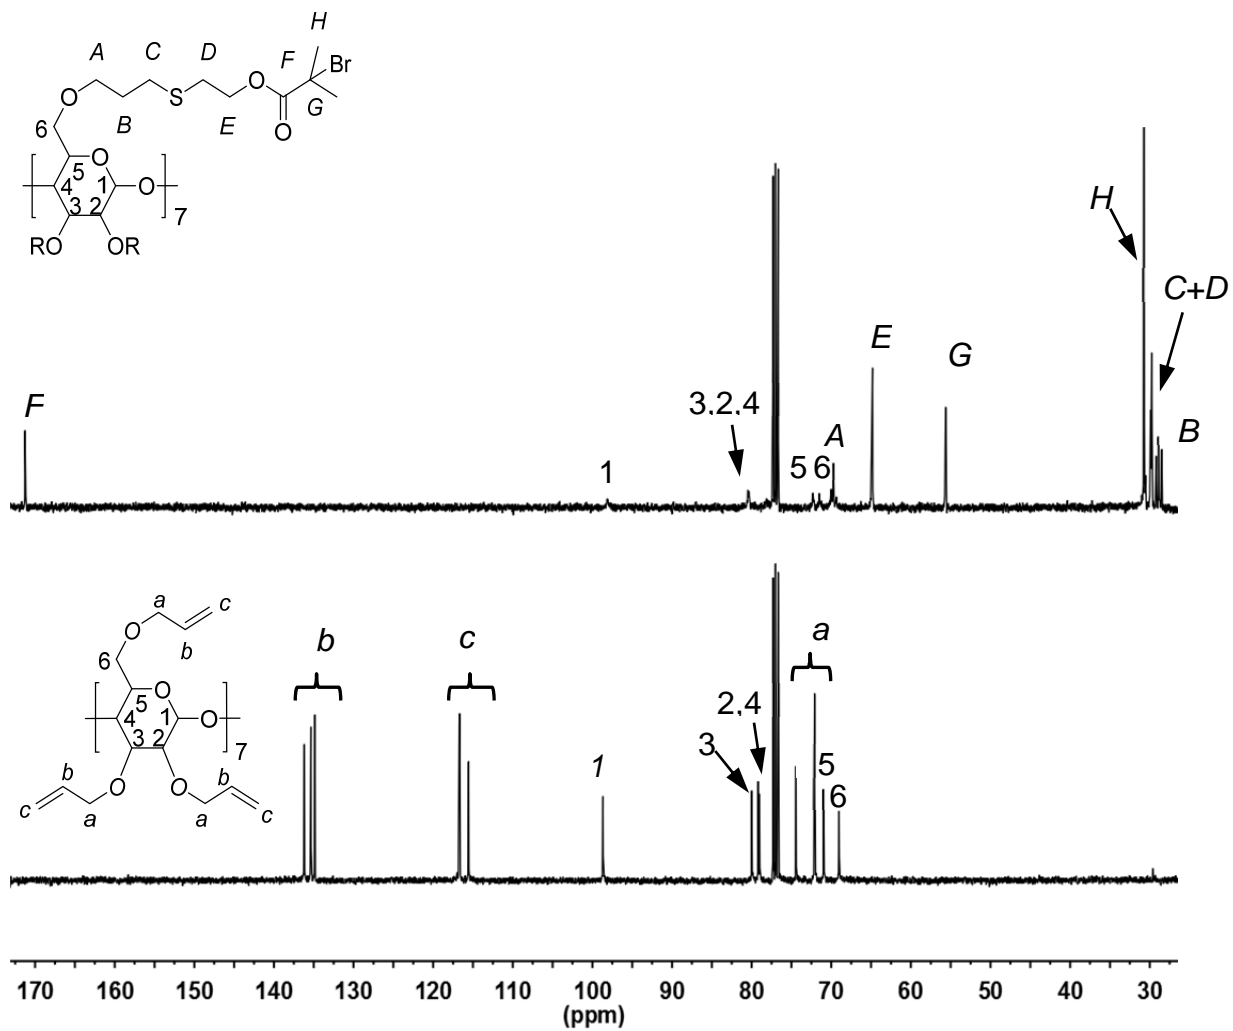 H
A C D F
Br
O S O
B E O G
6
O
5
4 1 O
3 2 7
RO OR
H
C+D
E
G
F
3,2,4
A
B
1
5 6
a c
O b
6
O
5
4 1 O
3 2 7
b O O b
c a a c
b
c
a
2,4
3
1
5
6
170 160 150 140 130 120 110 100 90 80 70 60 50 40 30
(ppm)